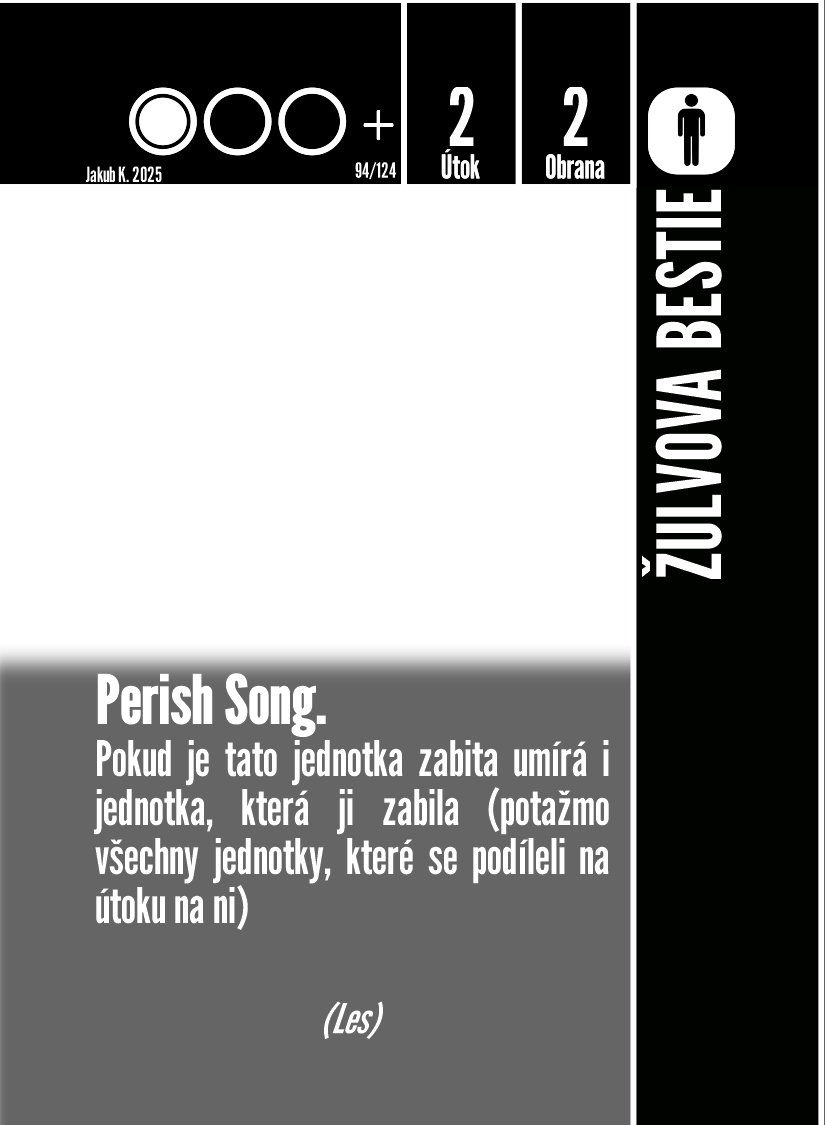 +
2
Útok
2
Obrana
Jakub K. 2025
94/124
ŽULVOVA BESTIE
Perish Song.
Pokud je tato jednotka zabita umírá i
jednotka, která ji zabila (potažmo
všechny jednotky, které se podíleli na
útoku na ni)
(Les)